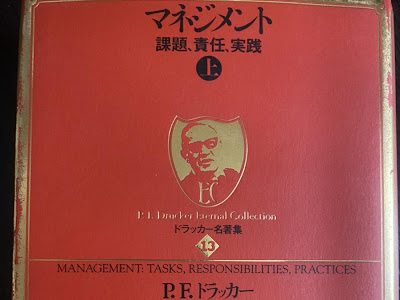 マネジメント
課題、責任、実践
上
EC
P. F. Drucker Eternal Collection
ドラッカー名著集
13
MANAGEMENT: TASKS, RESPONSIBILITIES, PRACTICES
P.F.ドラッカー